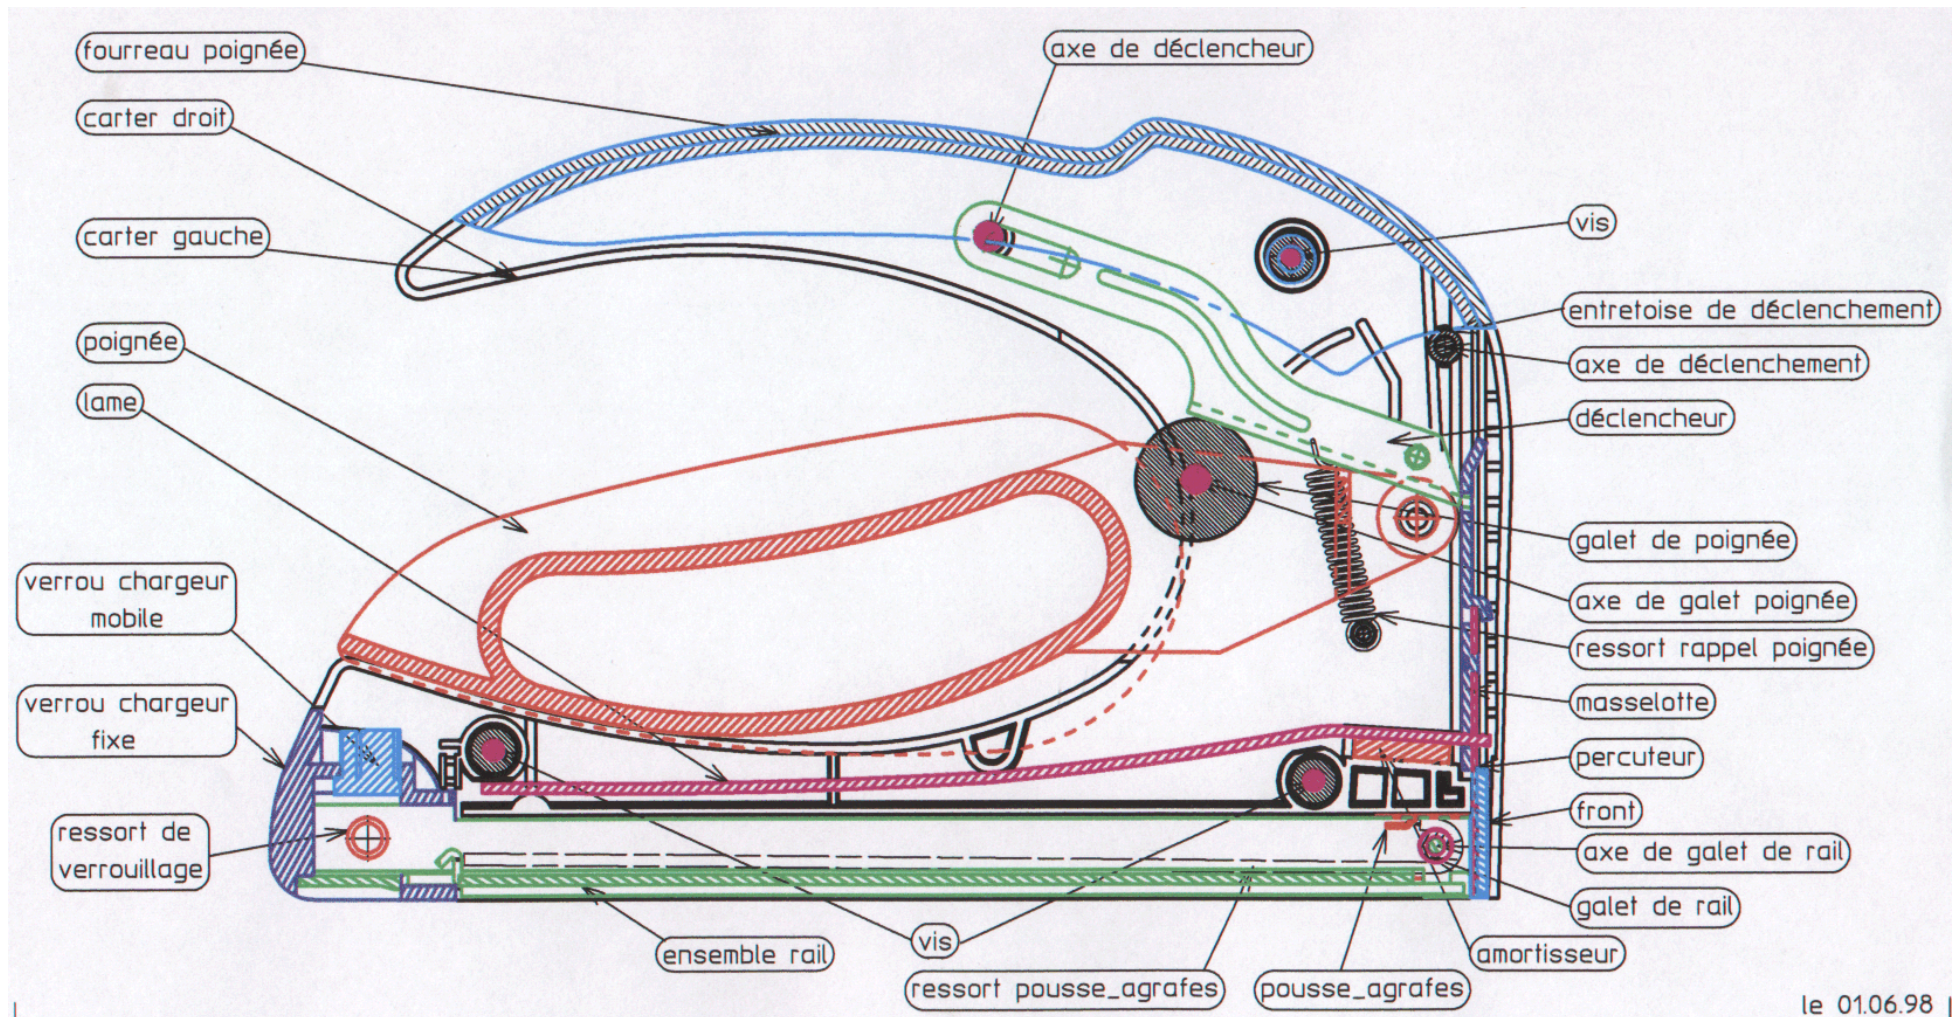 fourreau poignée
carter droit
carter gauche
poignée
lame
verrou chargeur
mobile
verrou chargeur
fixe
ressort de
verrouillage
axe de déclencheur
vis
entretoise de déclenchement
axe de déclenchement
déclencheur
galet de poignée
axe de galet poignée
ressort rappel poignée
masselotte
percuteur
front
axe de galet de rail
galet de rail
amortisseur
pousse_agrafes
ressort pousse_agrafes
vis
ensemble rail
le 01.06.98